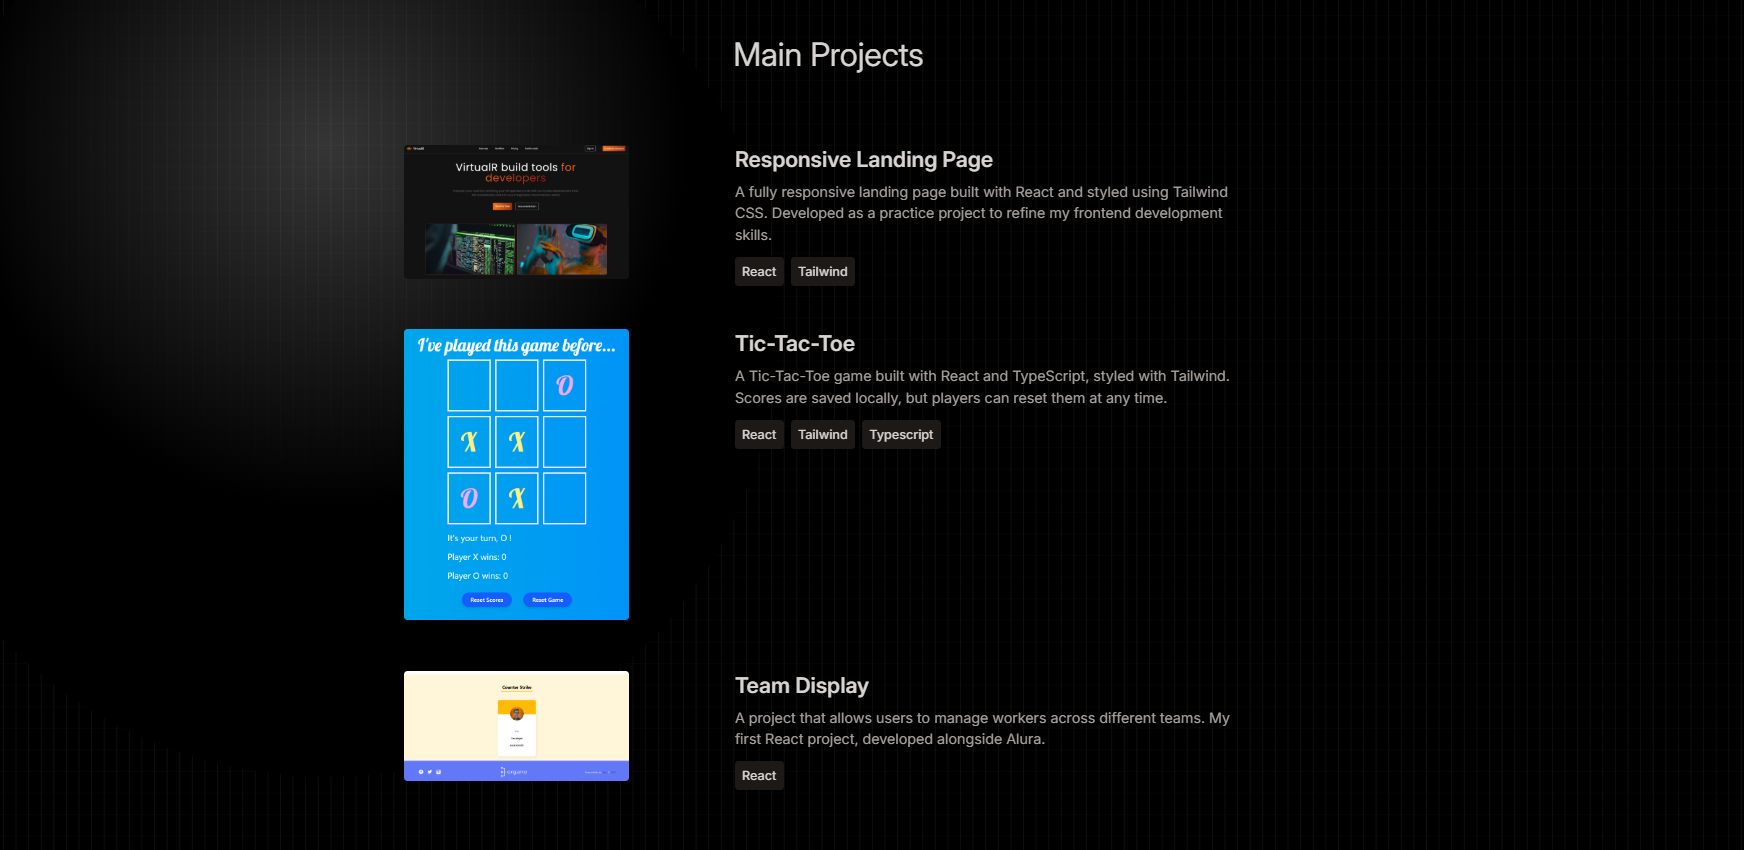 Main Projects
VirtualR build tools for
developers
Responsive Landing Page
A fully responsive landing page built with React and styled using Tailwind
CSS. Developed as a practice project to refine my frontend development
skills.
React Tailwind
I've played this game before...
O
X X
O X
It's your turn, O !
Player X wins: 0
Player O wins: 0
Reset Scores Reset Game
Tic-Tac-Toe
A Tic-Tac-Toe game built with React and TypeScript, styled with Tailwind.
Scores are saved locally, but players can reset them at any time.
React Tailwind Typescript
Counter Strike
Team Display
A project that allows users to manage workers across different teams. My
first React project, developed alongside Alura.
React